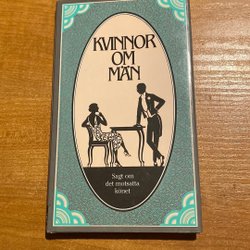 KVINNOR
OM
MÄN
Sagt om
det motsatta
könet